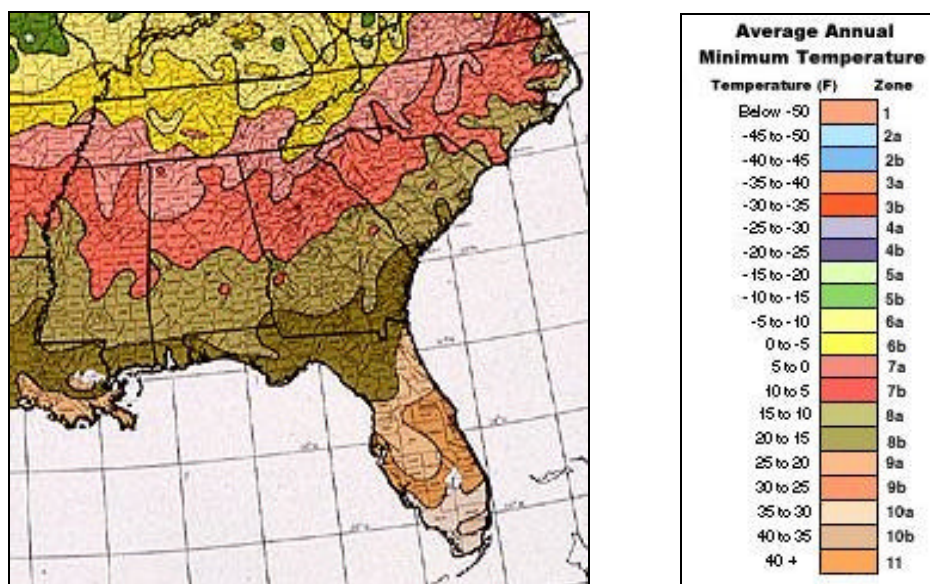 Average Annual
Minimum Temperature
Temperature (F) Zone
Below -50 1
-45 to -50 2a
-40 to -45 2b
-35 to -40 3a
-30 to -35 3b
-25 to -30 4a
-20 to -25 4b
-15 to -20 5a
-10 to -15 5b
-5 to -10 6a
0 to -5 6b
5 to 0 7a
10 to 5 7b
15 to 10 8a
20 to 15 8b
25 to 20 9a
30 to 25 9b
35 to 30 10a
40 to 35 10b
40 + 11